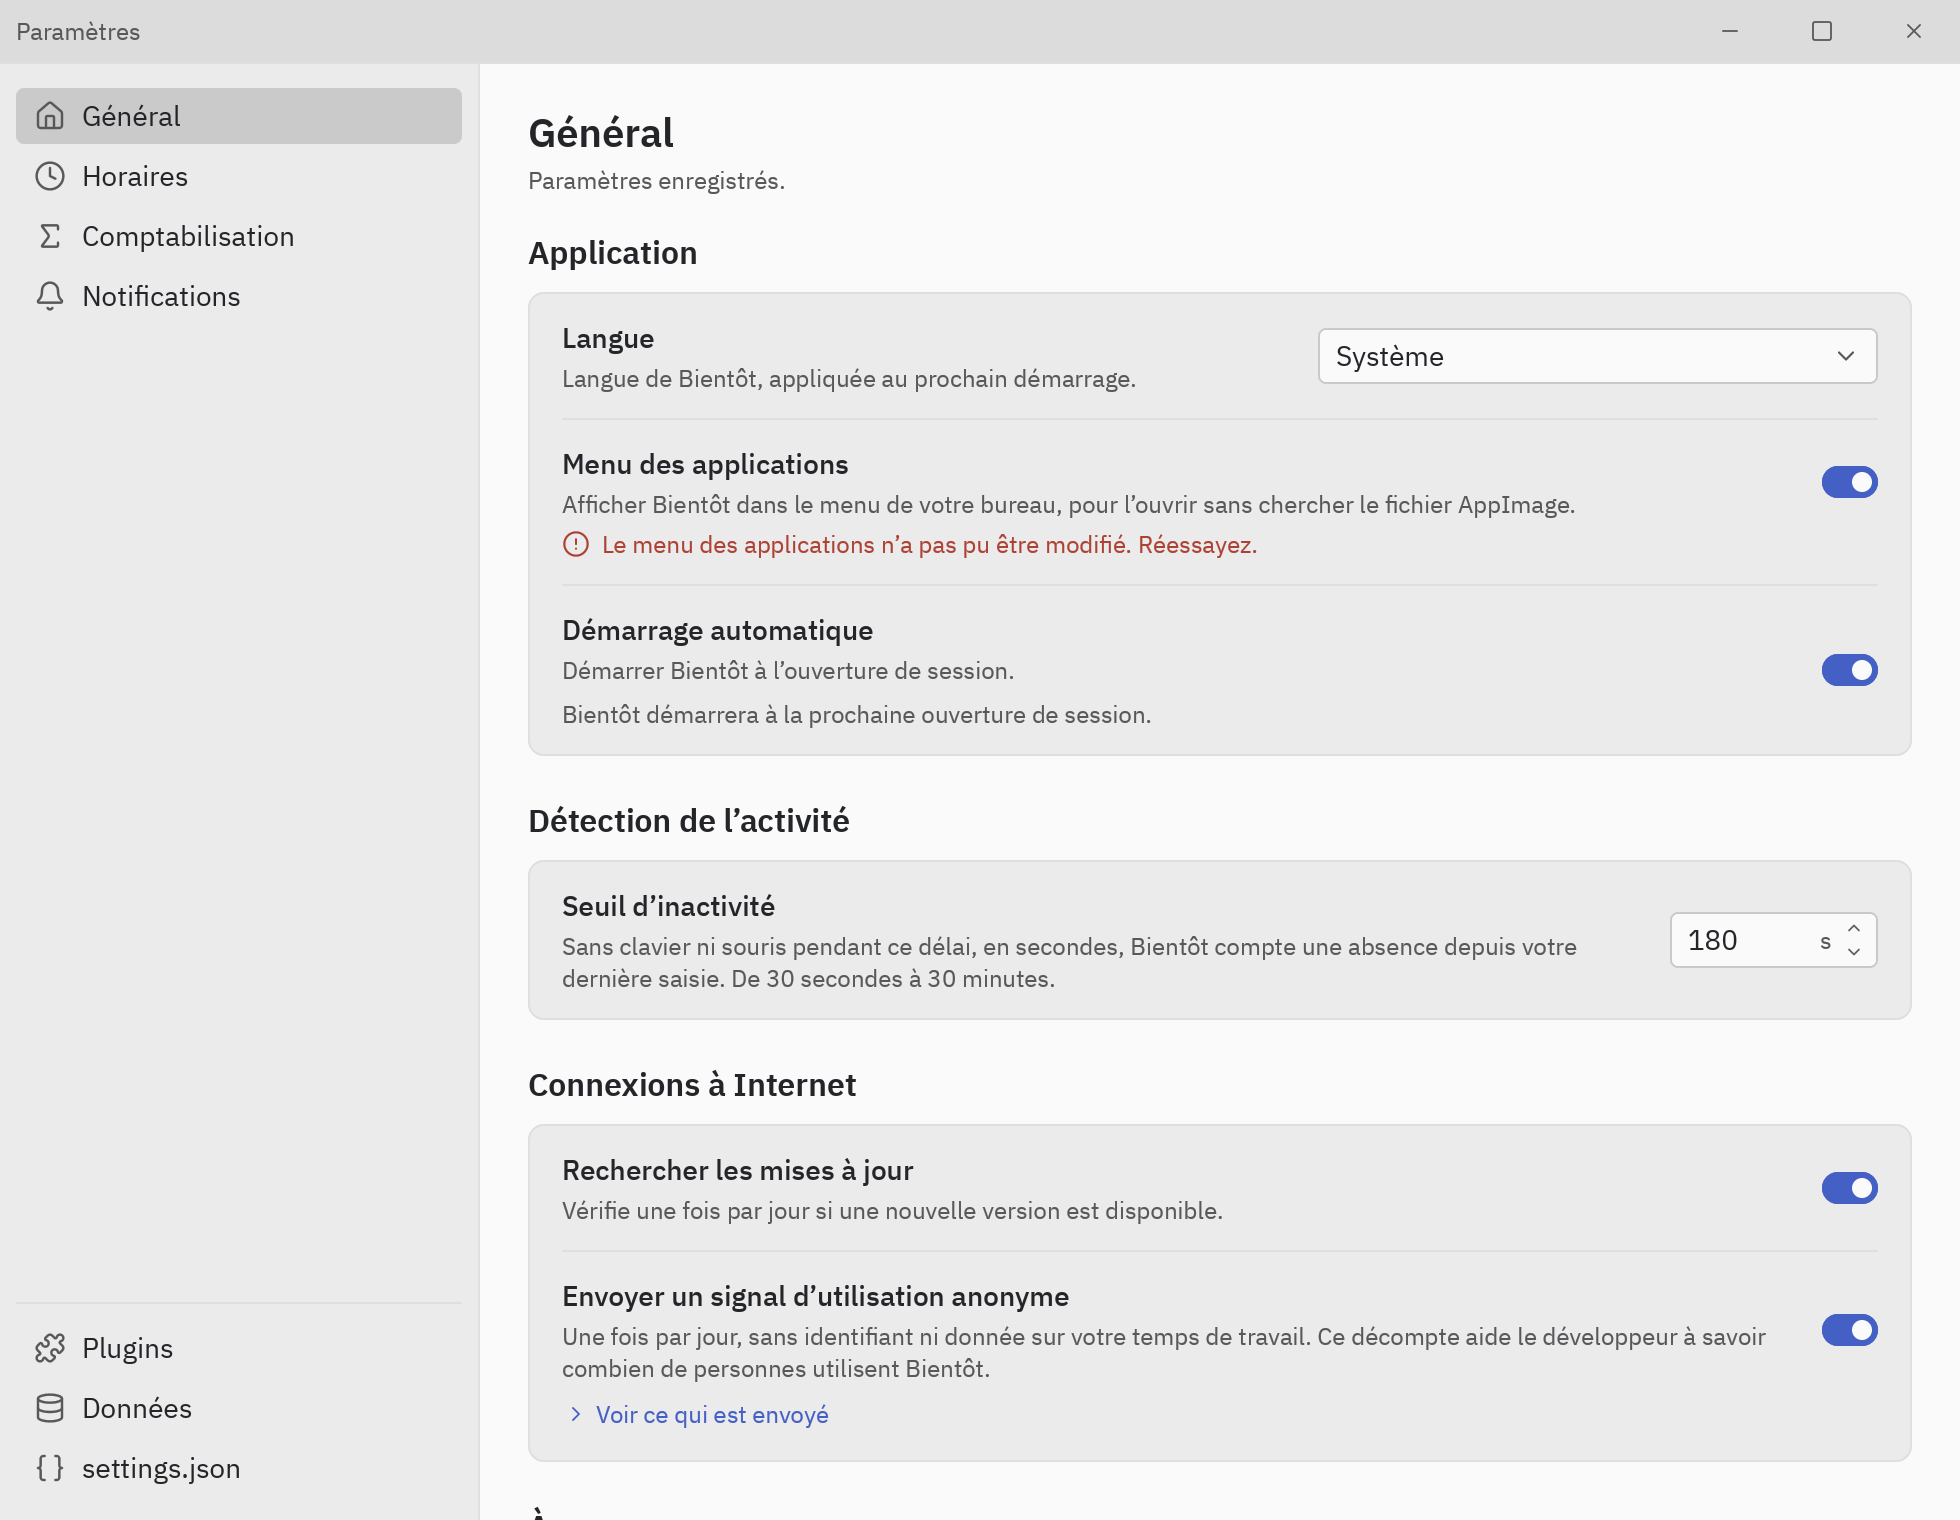 Paramètres
Général
Horaires
Comptabilisation
Notifications
Plugins
Données
settings.json
Général
Paramètres enregistrés.
Application
Langue
Langue de Bientôt, appliquée au prochain démarrage.
Système
Menu des applications
Afficher Bientôt dans le menu de votre bureau, pour l’ouvrir sans chercher le fichier AppImage.
Le menu des applications n’a pas pu être modifié. Réessayez.
Démarrage automatique
Démarrer Bientôt à l’ouverture de session.
Bientôt démarrera à la prochaine ouverture de session.
Détection de l’activité
Seuil d’inactivité
Sans clavier ni souris pendant ce délai, en secondes, Bientôt compte une absence depuis votre
dernière saisie. De 30 secondes à 30 minutes.
180 s
Connexions à Internet
Rechercher les mises à jour
Vérifie une fois par jour si une nouvelle version est disponible.
Envoyer un signal d’utilisation anonyme
Une fois par jour, sans identifiant ni donnée sur votre temps de travail. Ce décompte aide le développeur à savoir
combien de personnes utilisent Bientôt.
Voir ce qui est envoyé